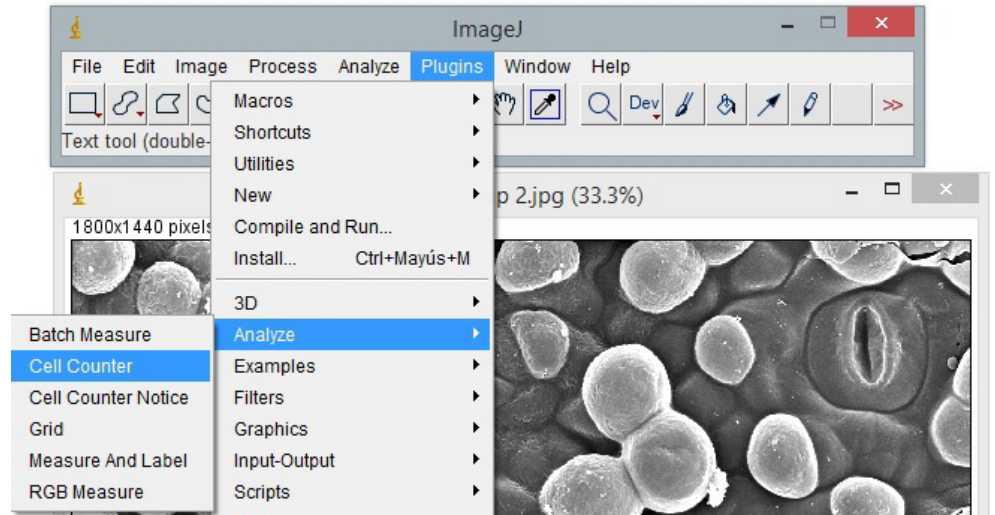 ImageJ
File Edit Image Process Analyze Plugins Window Help
Dev
Text tool (double-
p 2.jpg (33.3%)
1800x1440 pixels
Macros
Shortcuts
Utilities
New
Compile and Run...
Install... Ctrl+Mayús+M
3D
Analyze
Examples
Filters
Graphics
Input-Output
Scripts
Batch Measure
Cell Counter
Cell Counter Notice
Grid
Measure And Label
RGB Measure